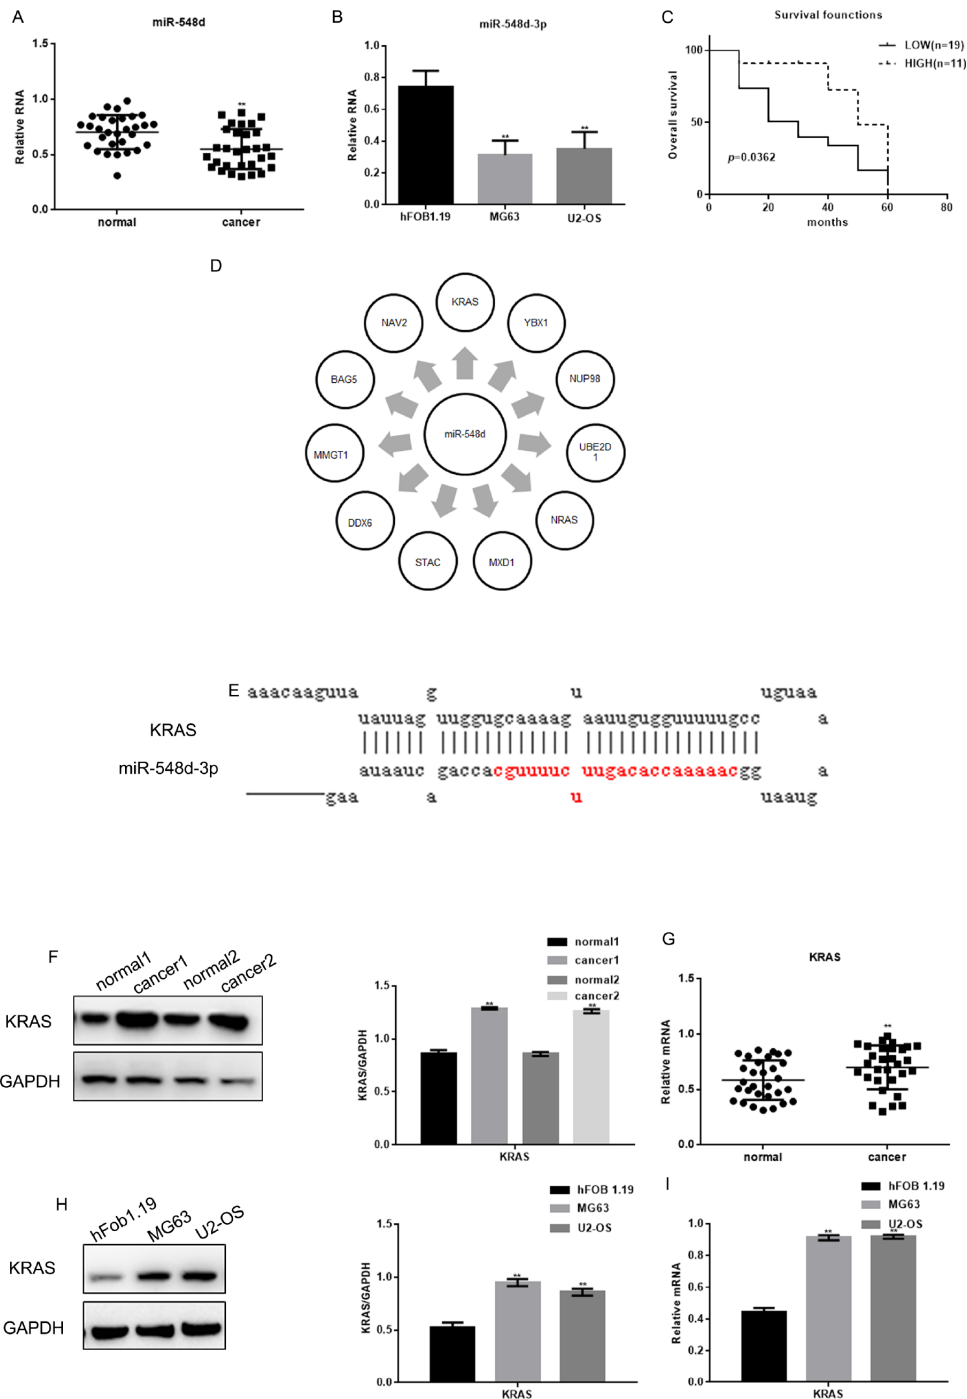 A
miR-548d
Relative RNA
1.5
1.0
0.5
0.0
**
normal
cancer
B
miR-548d-3p
Relative RNA
1.0
0.8
0.6
0.4
0.2
0.0
**
**
hFOB1.19
MG63
U2-OS
C
Survival founctions
LOW(n=19)
HIGH(n=11)
Overall survival
100
50
0
p=0.0362
0
20
40
60
80
months
D
KRAS
YBX1
NUP98
UBE2D
1
NRAS
MXD1
STAC
DDX6
MMGT1
BAG5
NAV2
miR-548d
E
aaacaaguua g u uguaa
uauuag uuggugcaaaag aauugugguuuuugcc a
KRAS
miR-548d-3p
auaauc gaccacguuuuc uugacaccaaaaacgg a
gaa a u uaaug
F
normal1
cancer1
normal2
cancer2
KRAS
GAPDH
normal1
cancer1
normal2
cancer2
KRAS/GAPDH
1.5
1.0
0.5
0.0
**
**
KRAS
G
KRAS
Relative mRNA
1.5
1.0
0.5
0.0
**
normal
cancer
H
hFob1.19
MG63
U2-OS
KRAS
GAPDH
hFOB 1.19
MG63
U2-OS
KRAS/GAPDH
1.5
1.0
0.5
0.0
**
**
KRAS
I
hFOB 1.19
MG63
U2-OS
Relative mRNA
1.0
0.8
0.6
0.4
0.2
0.0
**
**
KRAS